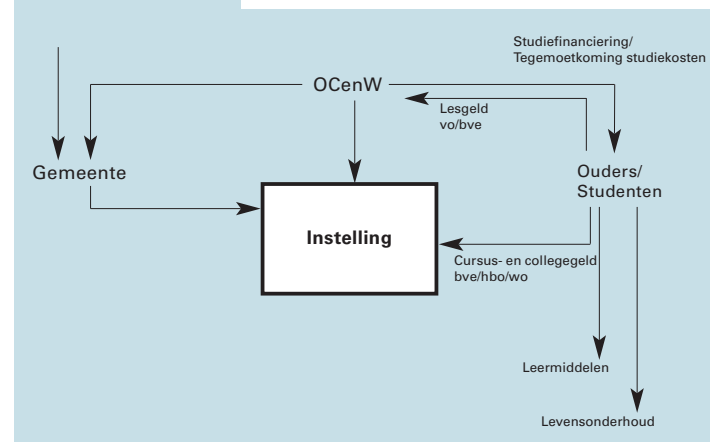 Studiefinanciering/
Tegemoetkoming studiekosten
OCenW
Lesgeld
vo/bve
Gemeente
Ouders/
Studenten
Instelling
Cursus- en collegegeld
bve/hbo/wo
Leermiddelen
Levensonderhoud